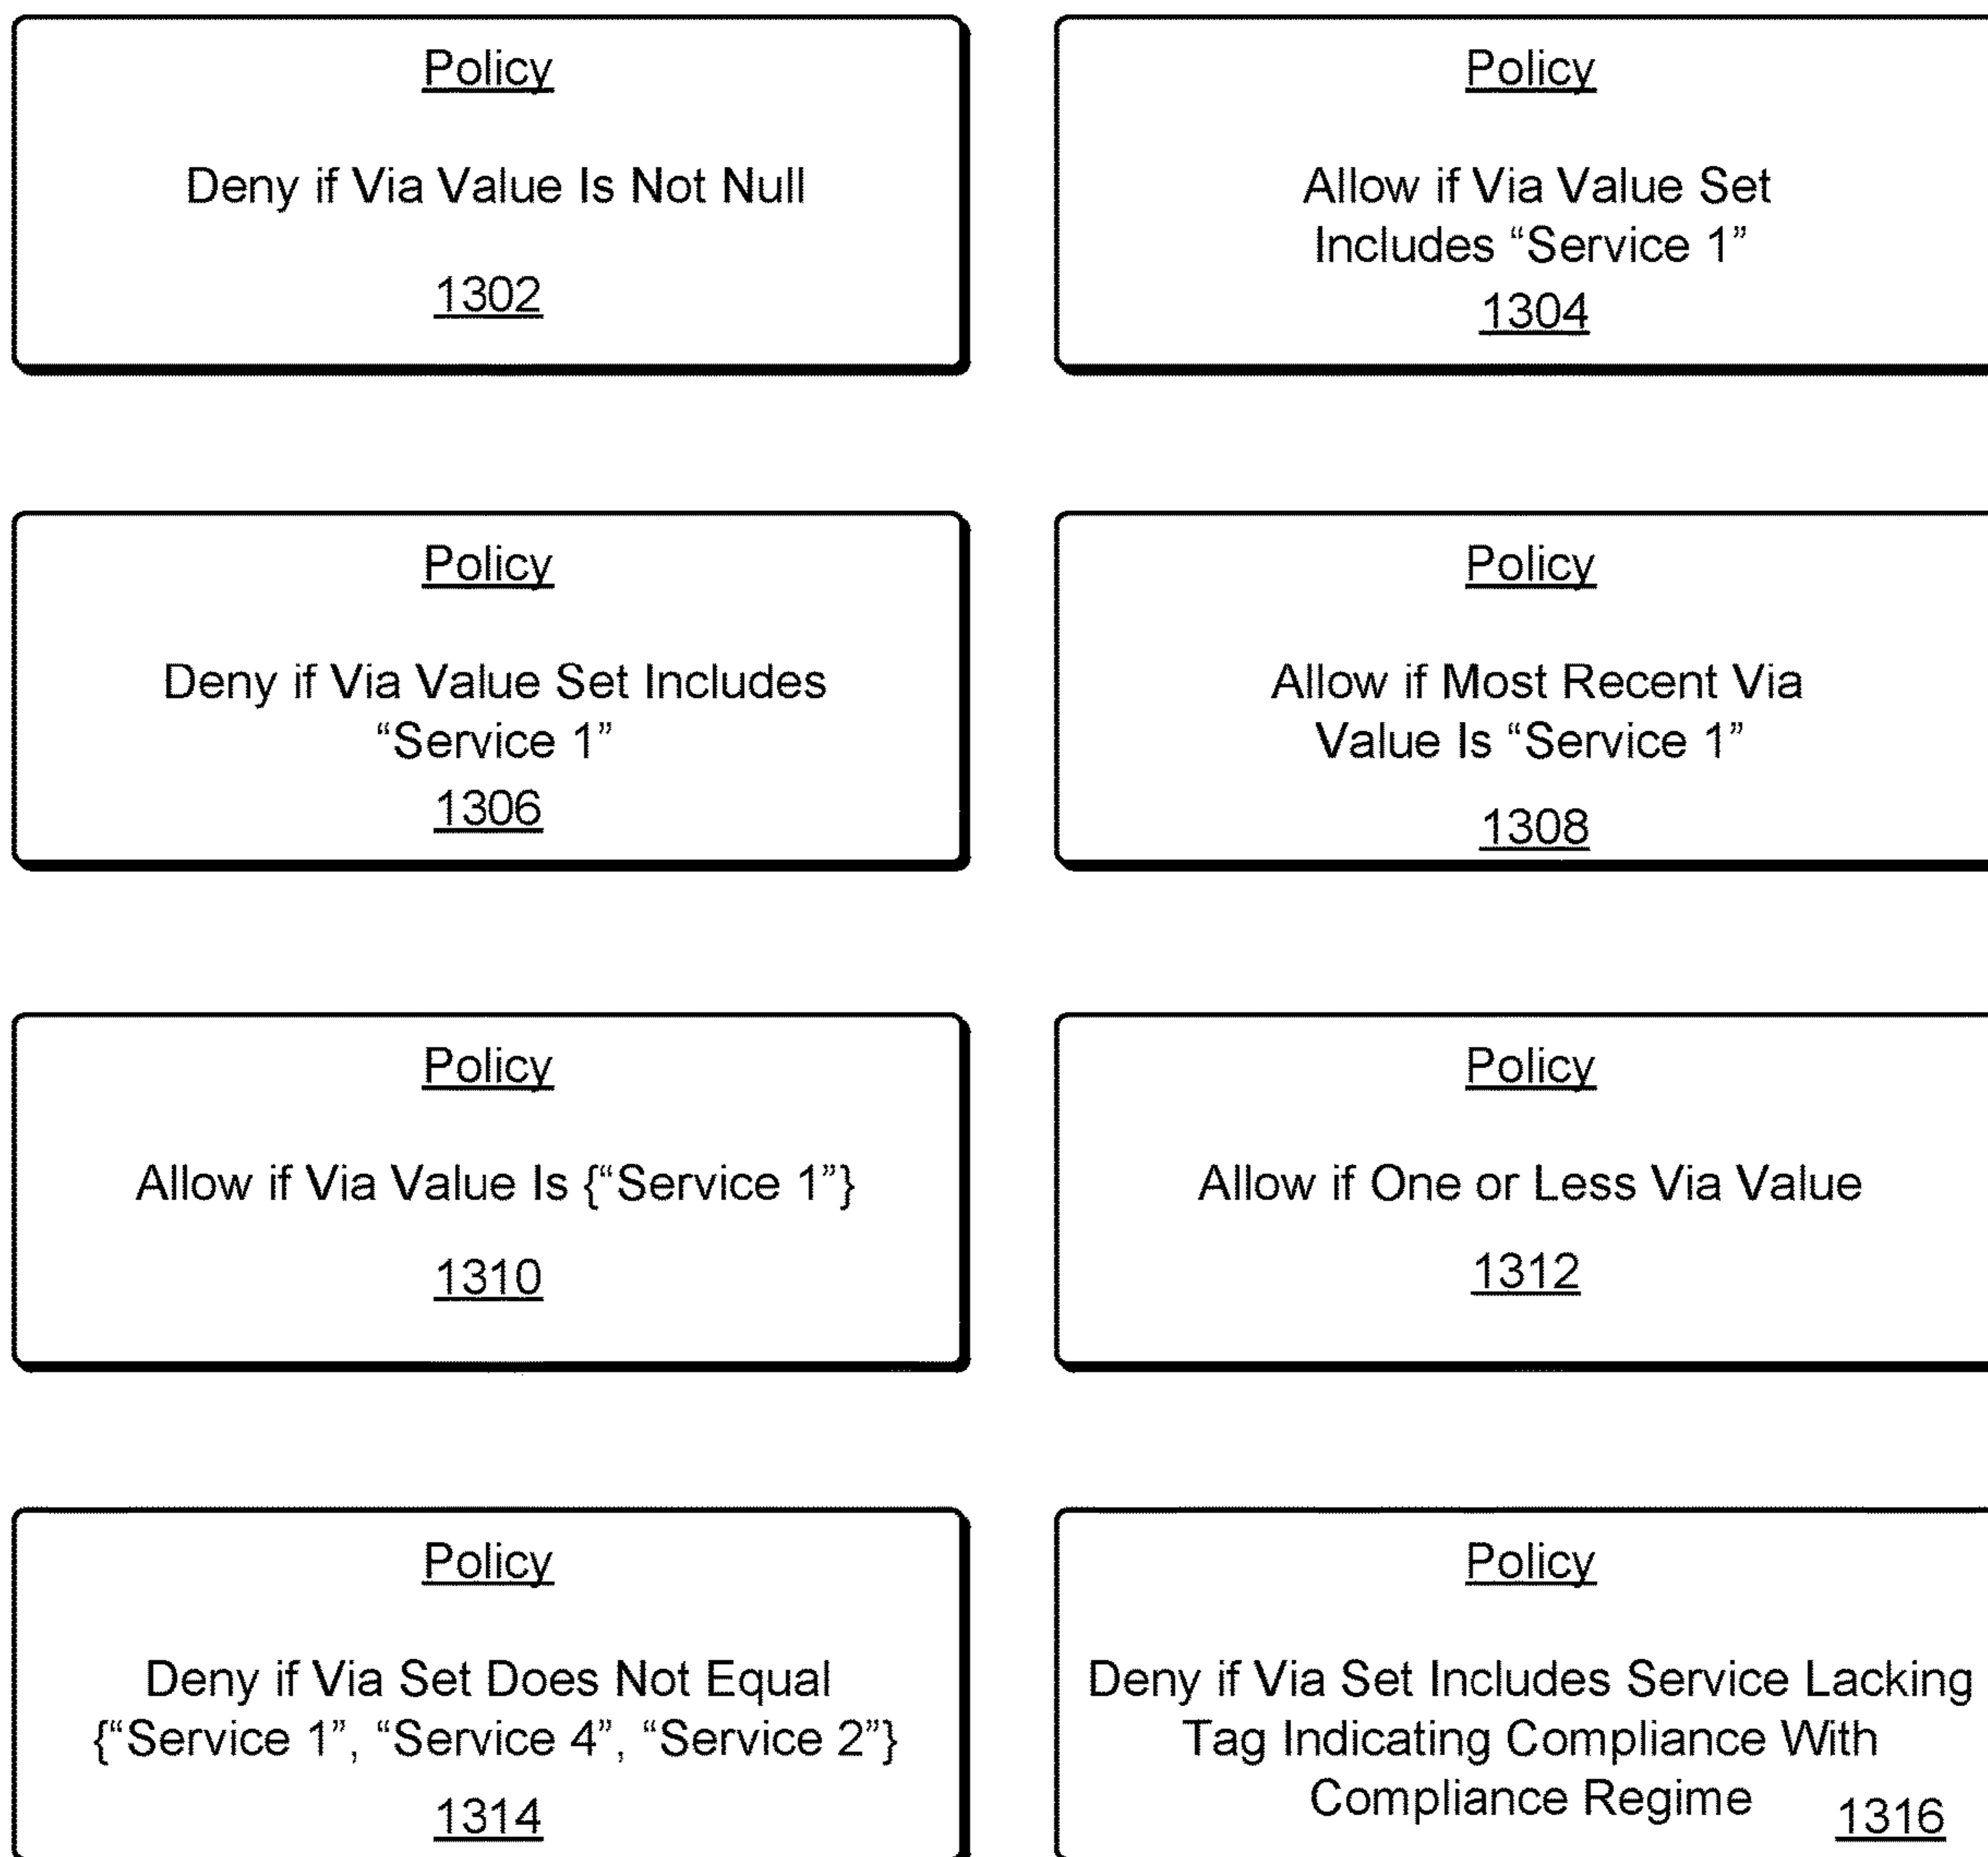 Policy
Deny if Via Value Is Not Null
1302
Policy
Allow if Via Value Set
Includes “Service 1”
1304
Policy
Deny if Via Value Set Includes
“Service 1”
1306
Policy
Allow if Most Recent Via
Value Is “Service 1”
1308
Policy
Allow if Via Value Is {“Service 1”}
1310
Policy
Allow if One or Less Via Value
1312
Policy
Deny if Via Set Does Not Equal
{“Service 1”, “Service 4”, “Service 2”}
1314
Policy
Deny if Via Set Includes Service Lacking
Tag Indicating Compliance With
Compliance Regime 1316